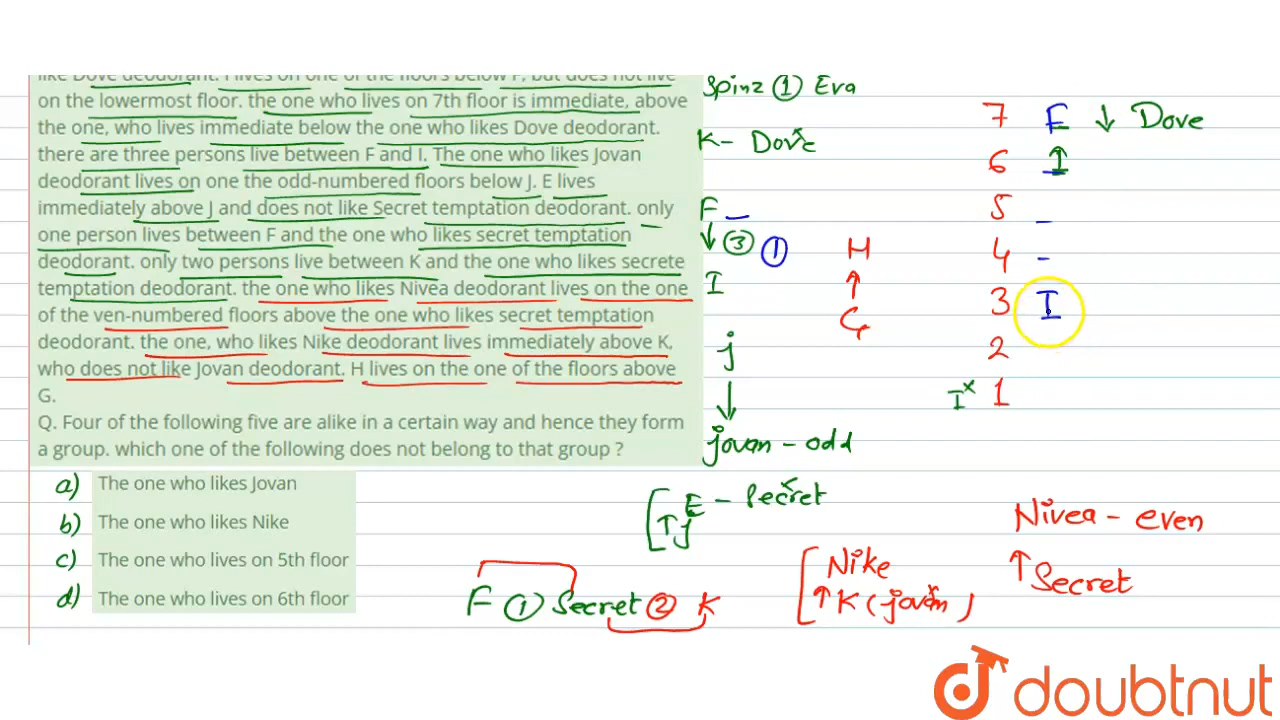 like Dove deodorant. I lives on one of the floors below F, but does not live
on the lowermost floor. the one who lives on 7th floor is immediate, above
the one, who lives immediate below the one who likes Dove deodorant.
there are three persons live between F and I. The one who likes Jovan
deodorant lives on one the odd-numbered floors below J. E lives
immediately above J and does not like Secret temptation deodorant. only
one person lives between F and the one who likes secret temptation
deodorant. only two persons live between K and the one who likes secrete
temptation deodorant. the one who likes Nivea deodorant lives on the one
of the ven-numbered floors above the one who likes secret temptation
deodorant. the one, who likes Nike deodorant lives immediately above K,
who does not like Jovan deodorant. H lives on the one of the floors above
G.
Q. Four of the following five are alike in a certain way and hence they form
a group. which one of the following does not belong to that group ?
a) The one who likes Jovan
b) The one who likes Nike
c) The one who lives on 5th floor
d) The one who lives on 6th floor
Spinz ① Eva
K - Dove
F
↓ ③ ①
I
J
↓
jovan - odd
H
↑
G
7 F ↓ Dove
6
5 -
4 -
3 I
2
I× 1
E - Secret
↑ J
F ① Secret ② K
Nike
↑ K (jovan)
Nivea - even
↑ Secret
doubtnut